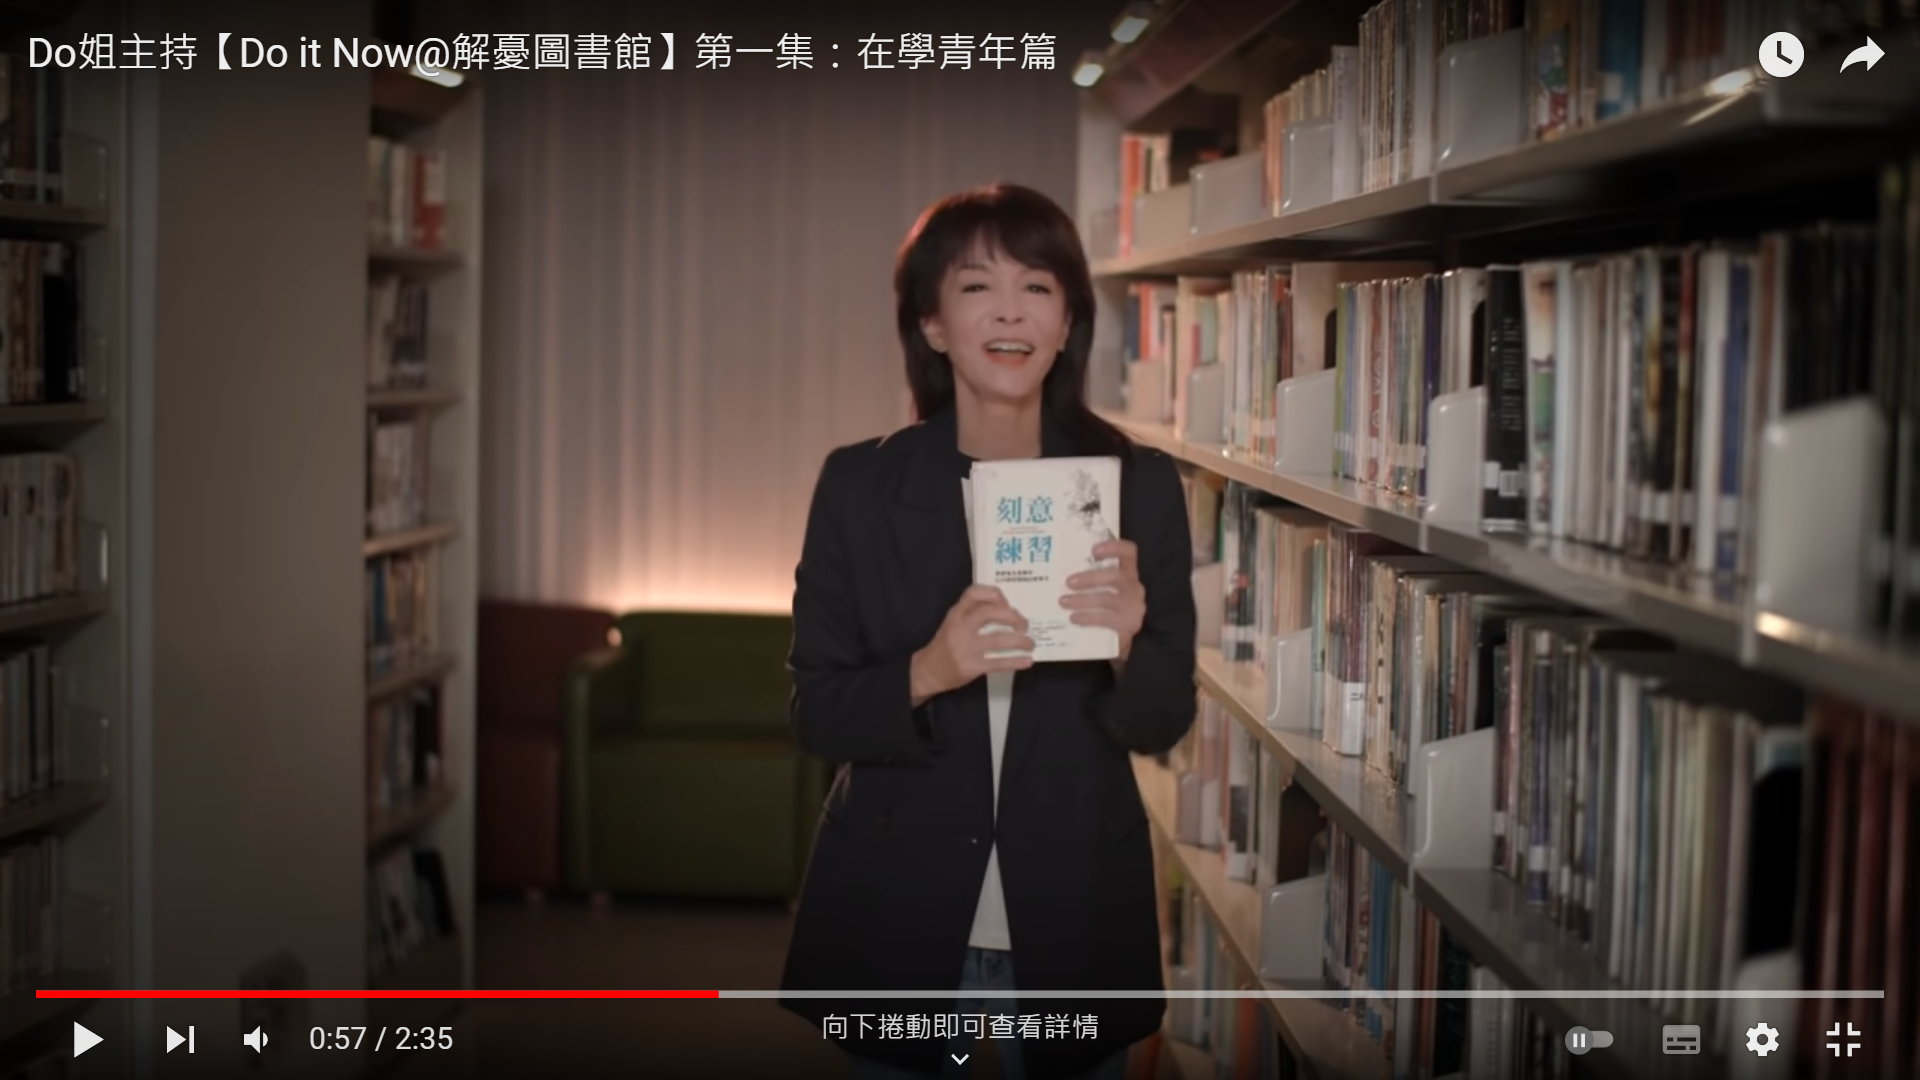 Do姐主持【Do it Now@解憂圖書館】第一集：在學青年篇
刻意
練習
向下捲動即可查看詳情
0:57 / 2:35